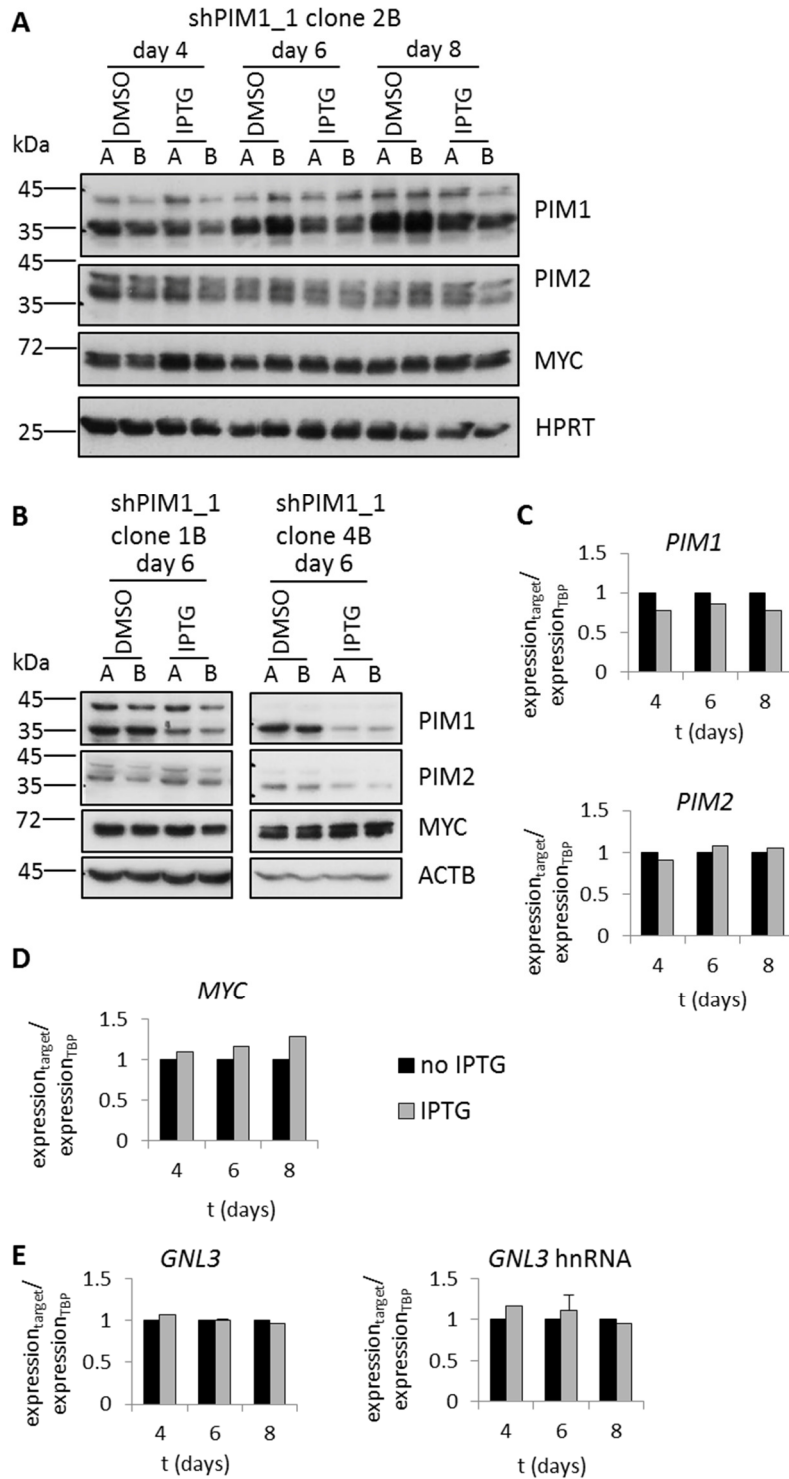 A
shPIM1_1 clone 2B
day 4 day 6 day 8
DMSO IPTG DMSO IPTG DMSO IPTG
kDa A B A B A B A B A B A B
45
35
PIM1
45
35
PIM2
72
MYC
25
HPRT
B
shPIM1_1 clone 1B day 6
shPIM1_1 clone 4B day 6
DMSO IPTG DMSO IPTG
kDa A B A B A B A B
45
35
PIM1
45
35
PIM2
72
MYC
45
ACTB
C
PIM1
expressiontarget/
expressionTBP
1.5
1
0.5
0
4 6 8
t (days)
PIM2
expressiontarget/
expressionTBP
1.5
1
0.5
0
4 6 8
t (days)
D
MYC
expressiontarget/
expressionTBP
1.5
1
0.5
0
4 6 8
t (days)
no IPTG
IPTG
E
GNL3
expressiontarget/
expressionTBP
1.5
1
0.5
0
4 6 8
t (days)
GNL3 hnRNA
expressiontarget/
expressionTBP
1.5
1
0.5
0
4 6 8
t (days)